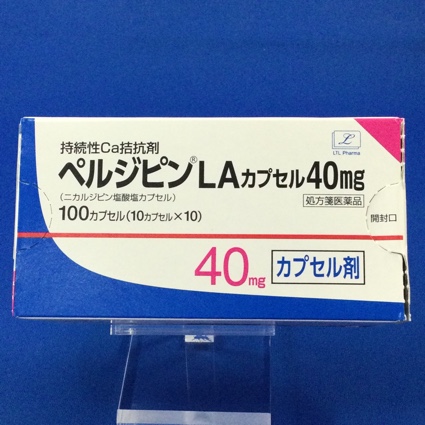 持続性Ca拮抗剤
ペルジピン®LAカプセル40mg
(ニカルジピン塩酸塩カプセル)
処方箋医薬品
100カプセル(10カプセル×10)
LTL Pharma
開封口
40mg
カプセル剤